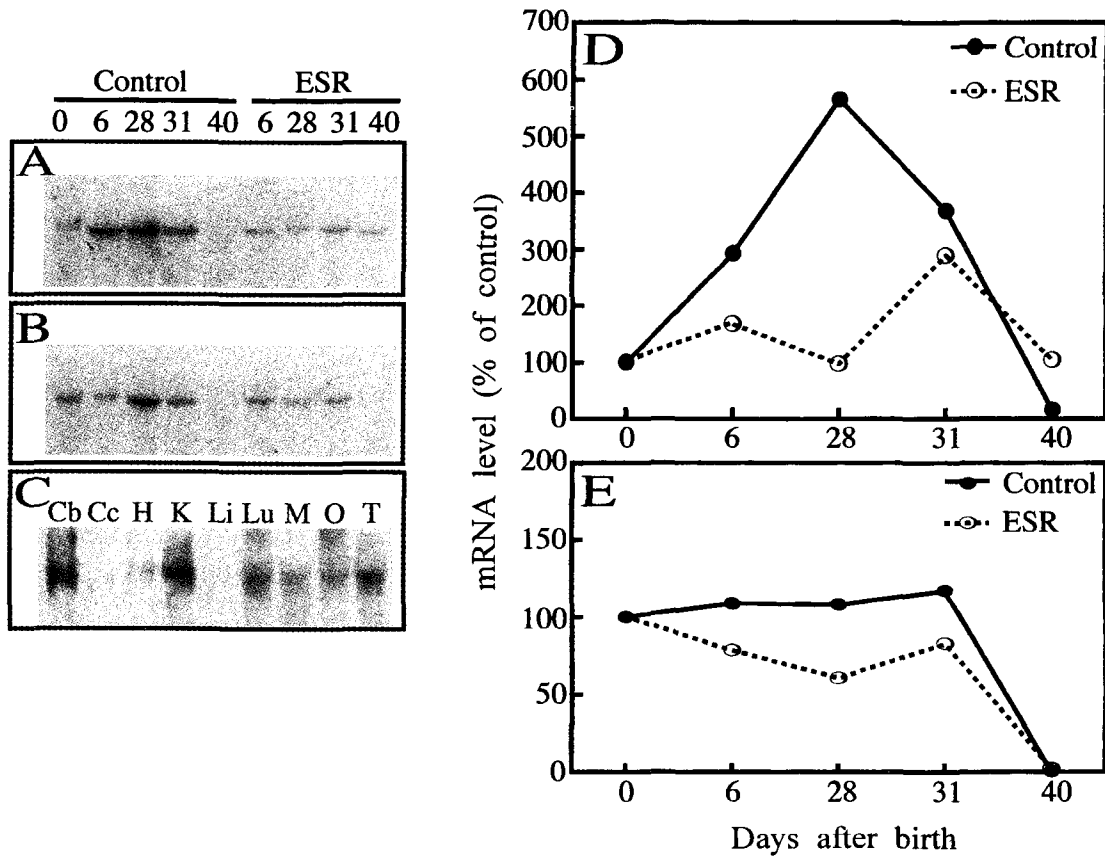 Control ESR
0 6 28 31 40 6 28 31 40
A
B
C
Cb Cc H K Li Lu M O T
mRNA level (% of control)
D
Control
ESR
700
600
500
400
300
200
100
0
0 6 28 31 40
E
Control
ESR
200
150
100
50
0
0 6 28 31 40
Days after birth